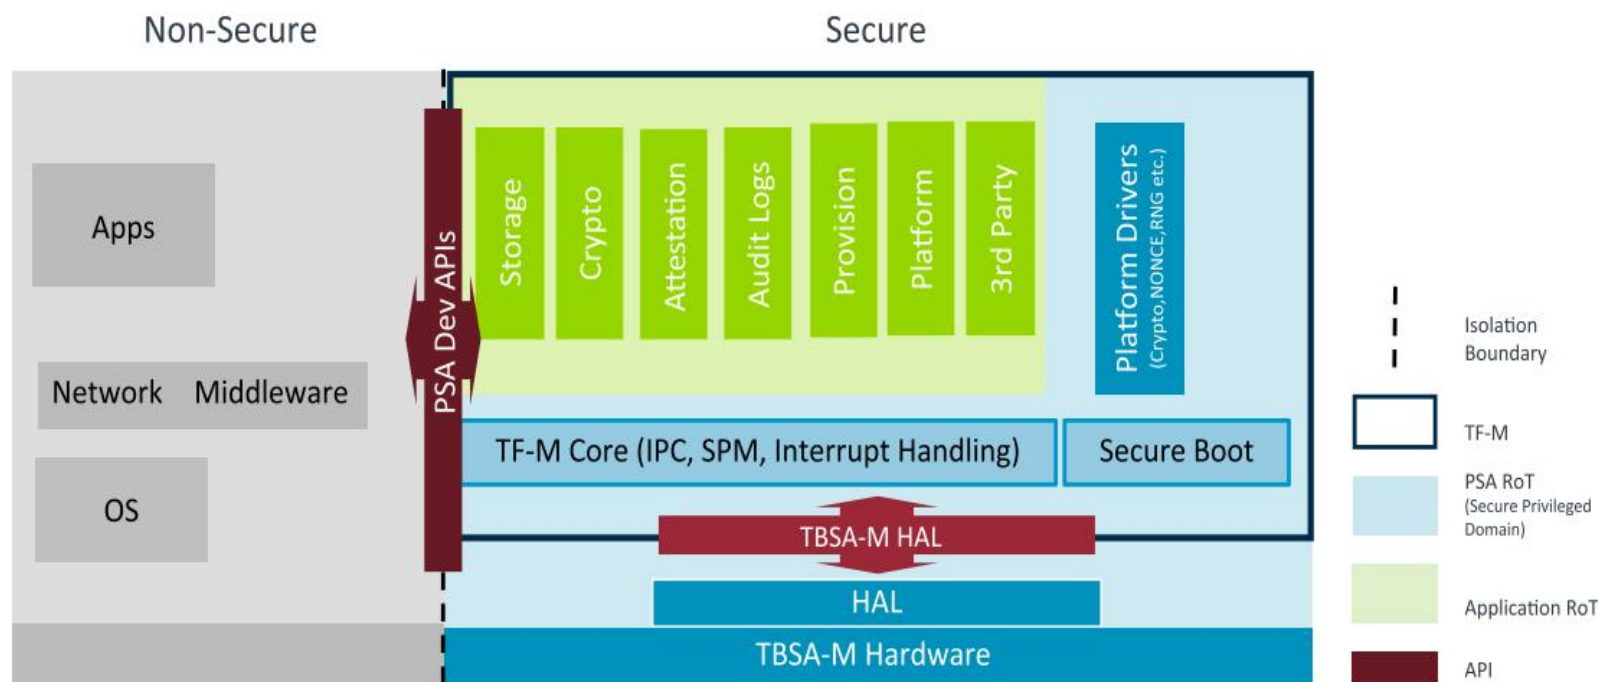 Non-Secure
Secure
Apps
Network Middleware
OS
PSA Dev APIs
Storage
Crypto
Attestation
Audit Logs
Provision
Platform
3rd Party
Platform Drivers
(Crypto,NONCE,RNG etc.)
TF-M Core (IPC, SPM, Interrupt Handling)
Secure Boot
TBSA-M HAL
HAL
TBSA-M Hardware
Isolation
Boundary
TF-M
PSA RoT
(Secure Privileged
Domain)
Application RoT
API